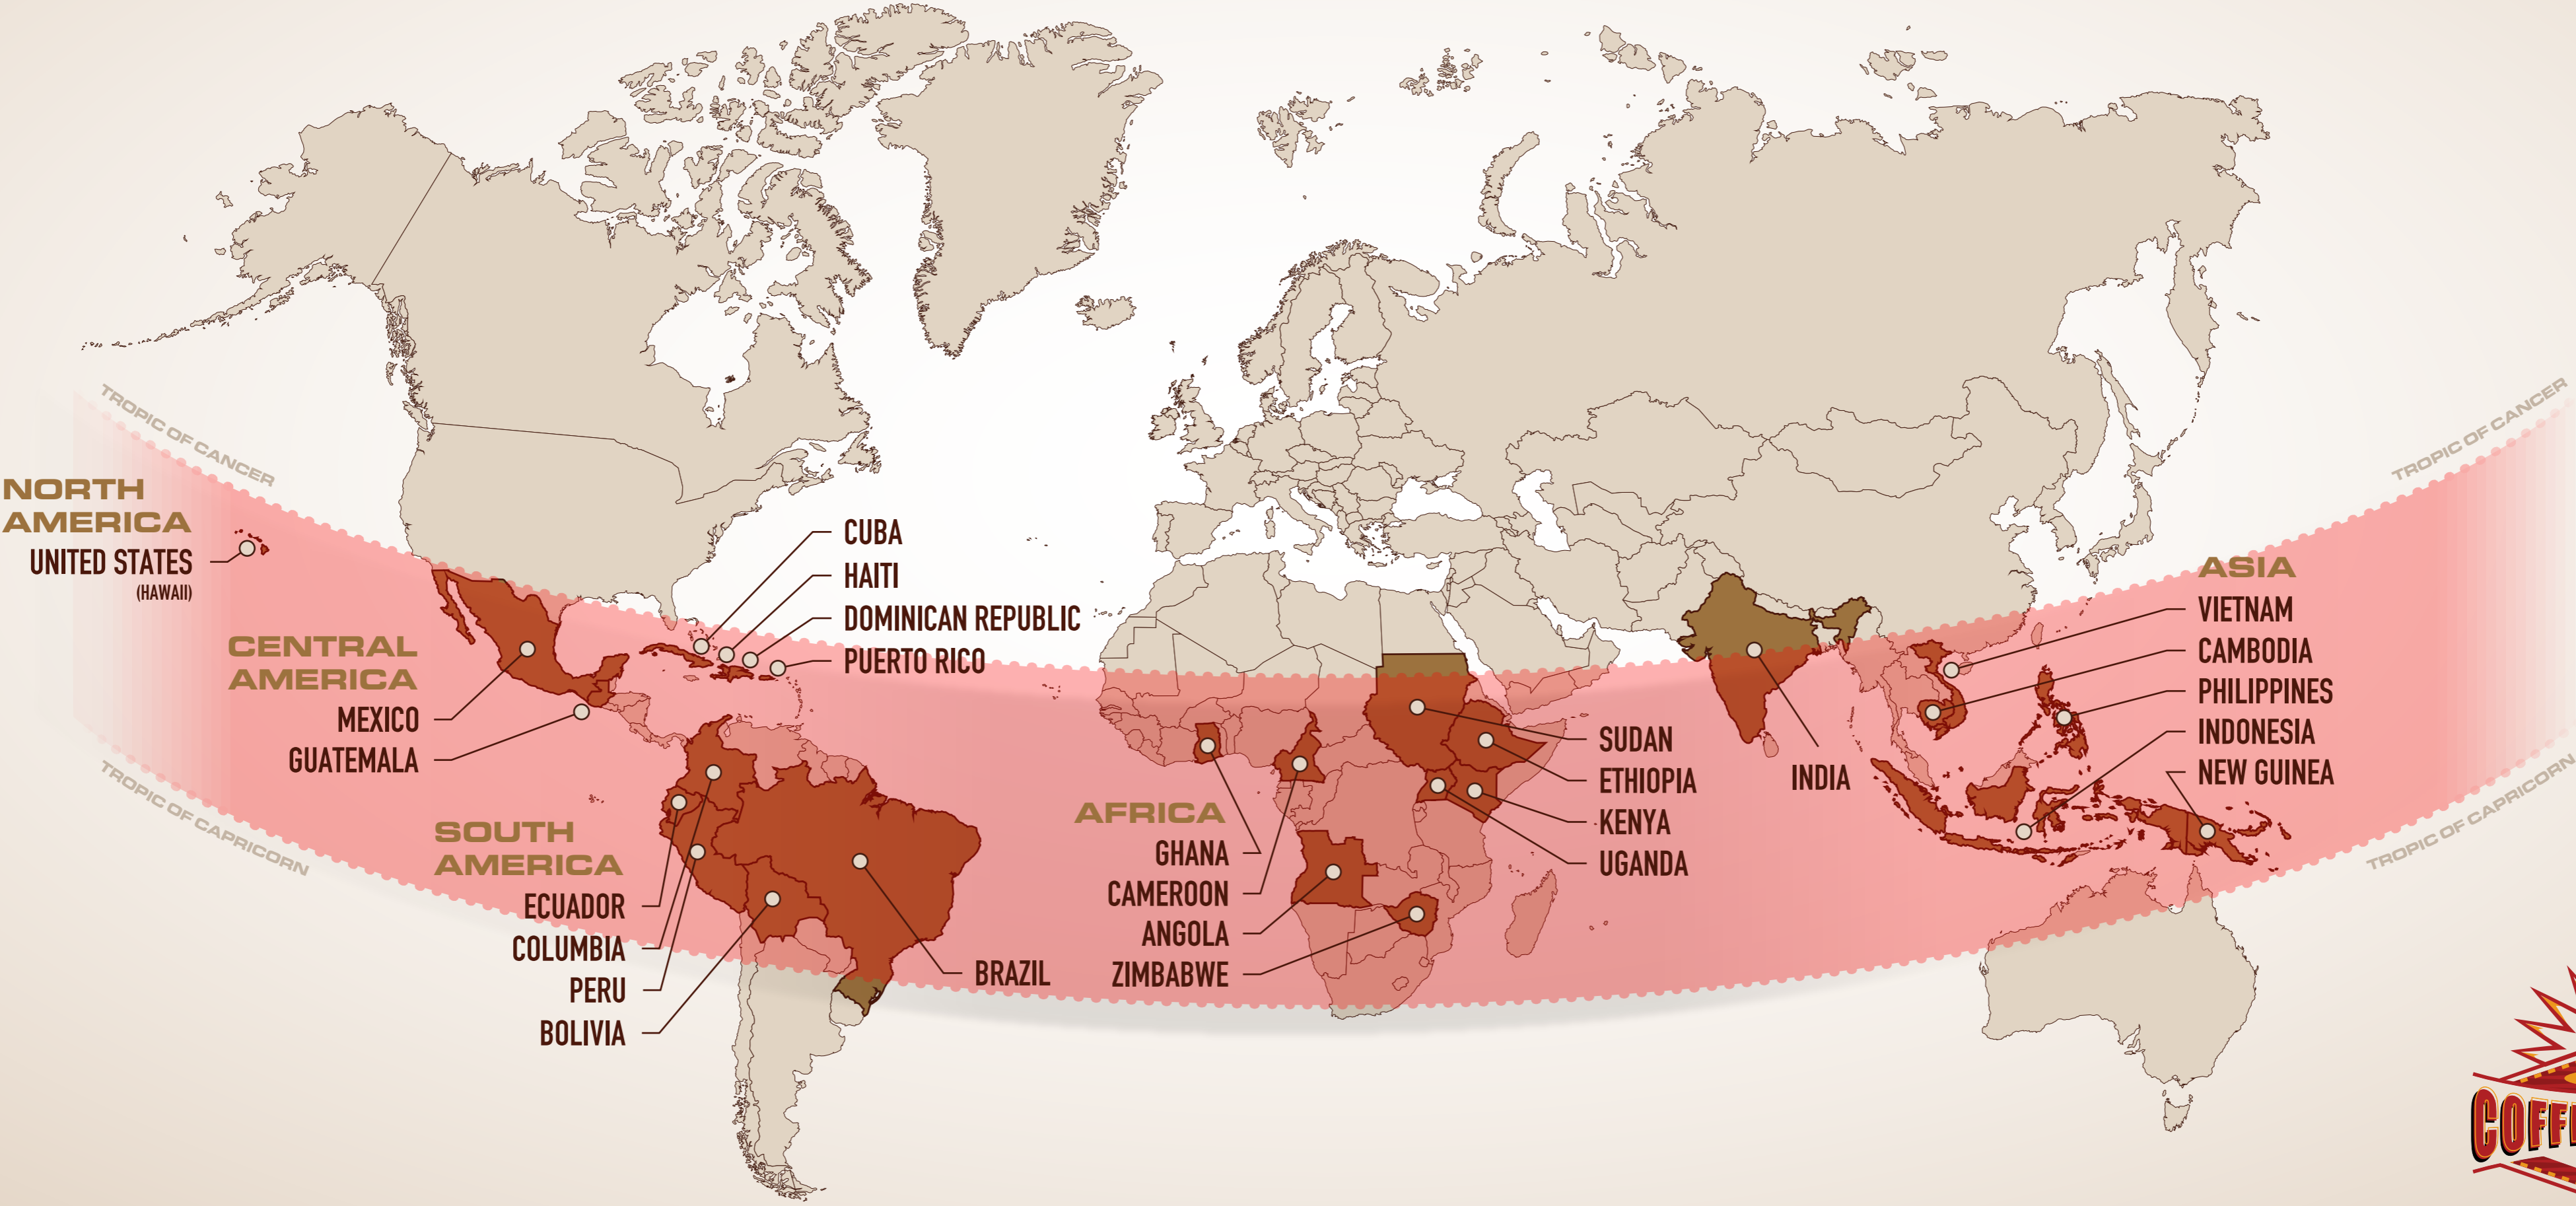 TROPIC OF CANCER
TROPIC OF CANCER
NORTH
AMERICA
UNITED STATES
(HAWAII)
CENTRAL
AMERICA
MEXICO
GUATEMALA
CUBA
HAITI
DOMINICAN REPUBLIC
PUERTO RICO
TROPIC OF CAPRICORN
SOUTH
AMERICA
ECUADOR
COLUMBIA
PERU
BOLIVIA
BRAZIL
AFRICA
GHANA
CAMEROON
ANGOLA
ZIMBABWE
SUDAN
ETHIOPIA
KENYA
UGANDA
INDIA
ASIA
VIETNAM
CAMBODIA
PHILIPPINES
INDONESIA
NEW GUINEA
TROPIC OF CAPRICORN